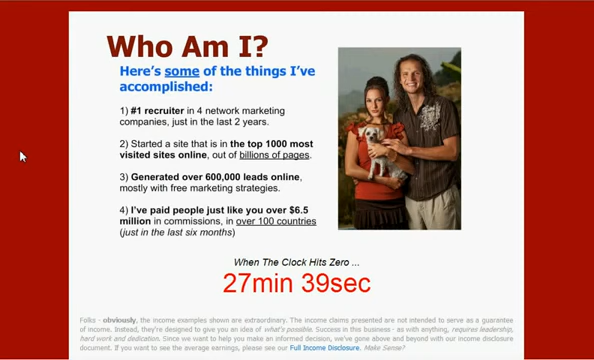 Who Am I?
Here's some of the things I've
accomplished:
1) #1 recruiter in 4 network marketing
companies, just in the last 2 years.
2) Started a site that is in the top 1000 most
visited sites online, out of billions of pages.
3) Generated over 600,000 leads online,
mostly with free marketing strategies.
4) I've paid people just like you over $6.5
million in commissions, in over 100 countries
(just in the last six months)
When The Clock Hits Zero ...
27min 39sec
Folks - obviously, the income examples shown are extraordinary. The income claims presented are not intended to serve as a guarantee
of income. Instead, they're designed to give you an idea of what's possible. Success in this business - as with anything, requires leadership,
hard work and dedication. Since we want to help you make an informed decision, we've gone above and beyond with our income disclosure
document. If you want to see the average earnings, please see our Full Income Disclosure. Make Sense?